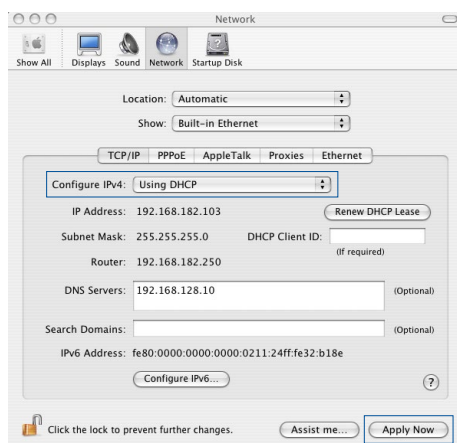 Network
Show All Displays Sound Network Startup Disk
Location: Automatic
Show: Built-in Ethernet
TCP/IP PPPoE AppleTalk Proxies Ethernet
Configure IPv4: Using DHCP
IP Address: 192.168.182.103 Renew DHCP Lease
Subnet Mask: 255.255.255.0 DHCP Client ID:
(If required)
Router: 192.168.182.250
DNS Servers: 192.168.128.10 (Optional)
Search Domains: (Optional)
IPv6 Address: fe80:0000:0000:0000:0211:24ff:fe32:b18e
Configure IPv6... ?
Click the lock to prevent further changes. Assist me... Apply Now